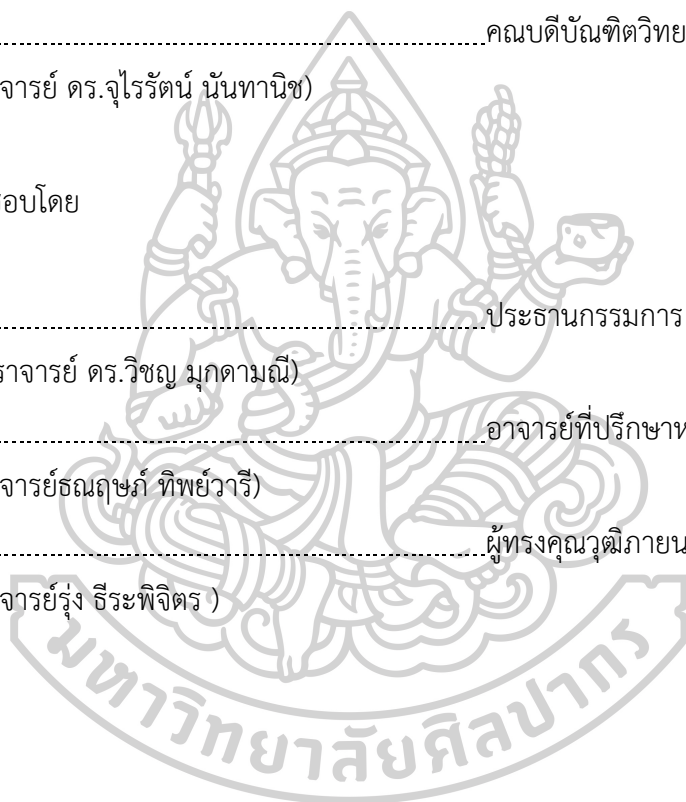 คณบดีบัณฑิตวิทย
จารย์ ดร.จุไรรัตน์ นันทานิช)
อบโดย
ประธานกรรมการ
ราจารย์ ดร.วิชญ มุกดามณี)
อาจารย์ที่ปรึกษาห
จารย์ธณฤษภ์ ทิพย์วารี)
ผู้ทรงคุณวุฒิภายน
จารย์รุ่ง ธีระพิจิตร )
มหาวิทยาลัยศิลปากร